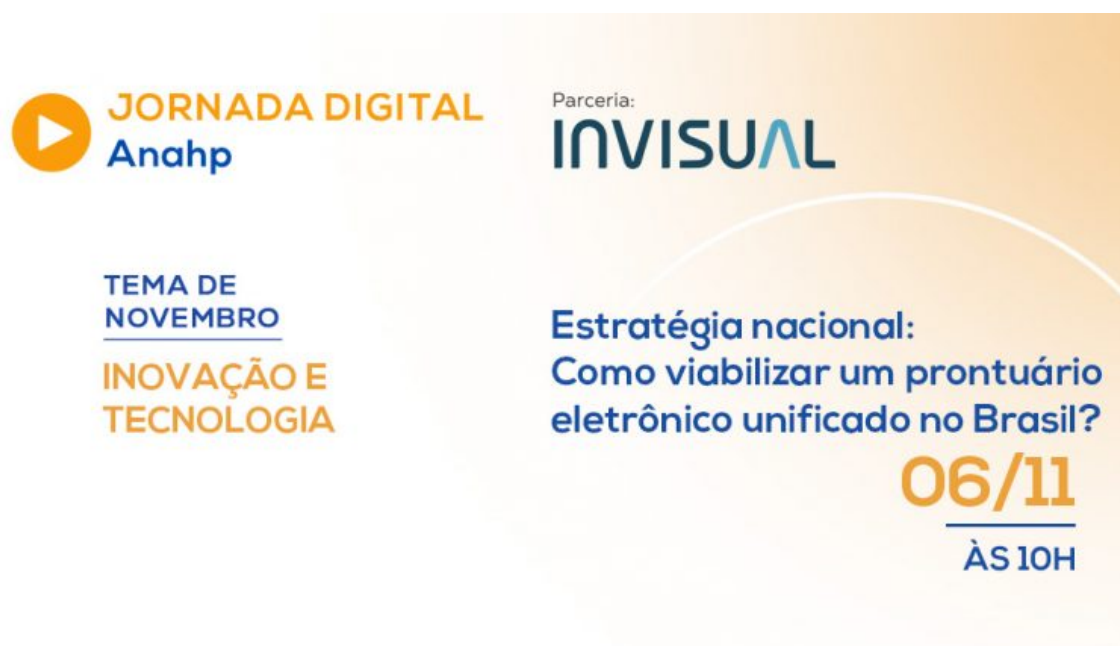 JORNADA DIGITAL
Anahp
Parceria:
INVISUAL
TEMA DE
NOVEMBRO
INOVAÇÃO E
TECNOLOGIA
Estratégia nacional:
Como viabilizar um prontuário
eletrônico unificado no Brasil?
06/11
ÀS 10H